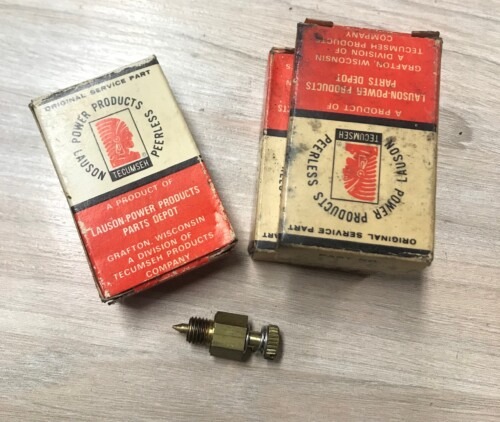 ORIGINAL SERVICE PART
LAUSON POWER PRODUCTS PEERLESS
TECUMSEH
A PRODUCT OF
LAUSON-POWER PRODUCTS
PARTS DEPOT
GRAFTON, WISCONSIN
A DIVISION OF
TECUMSEH PRODUCTS
COMPANY
ORIGINAL SERVICE PART
LAUSON POWER PRODUCTS PEERLESS
TECUMSEH
A PRODUCT OF
LAUSON-POWER PRODUCTS
PARTS DEPOT
GRAFTON, WISCONSIN
A DIVISION OF
TECUMSEH PRODUCTS
COMPANY